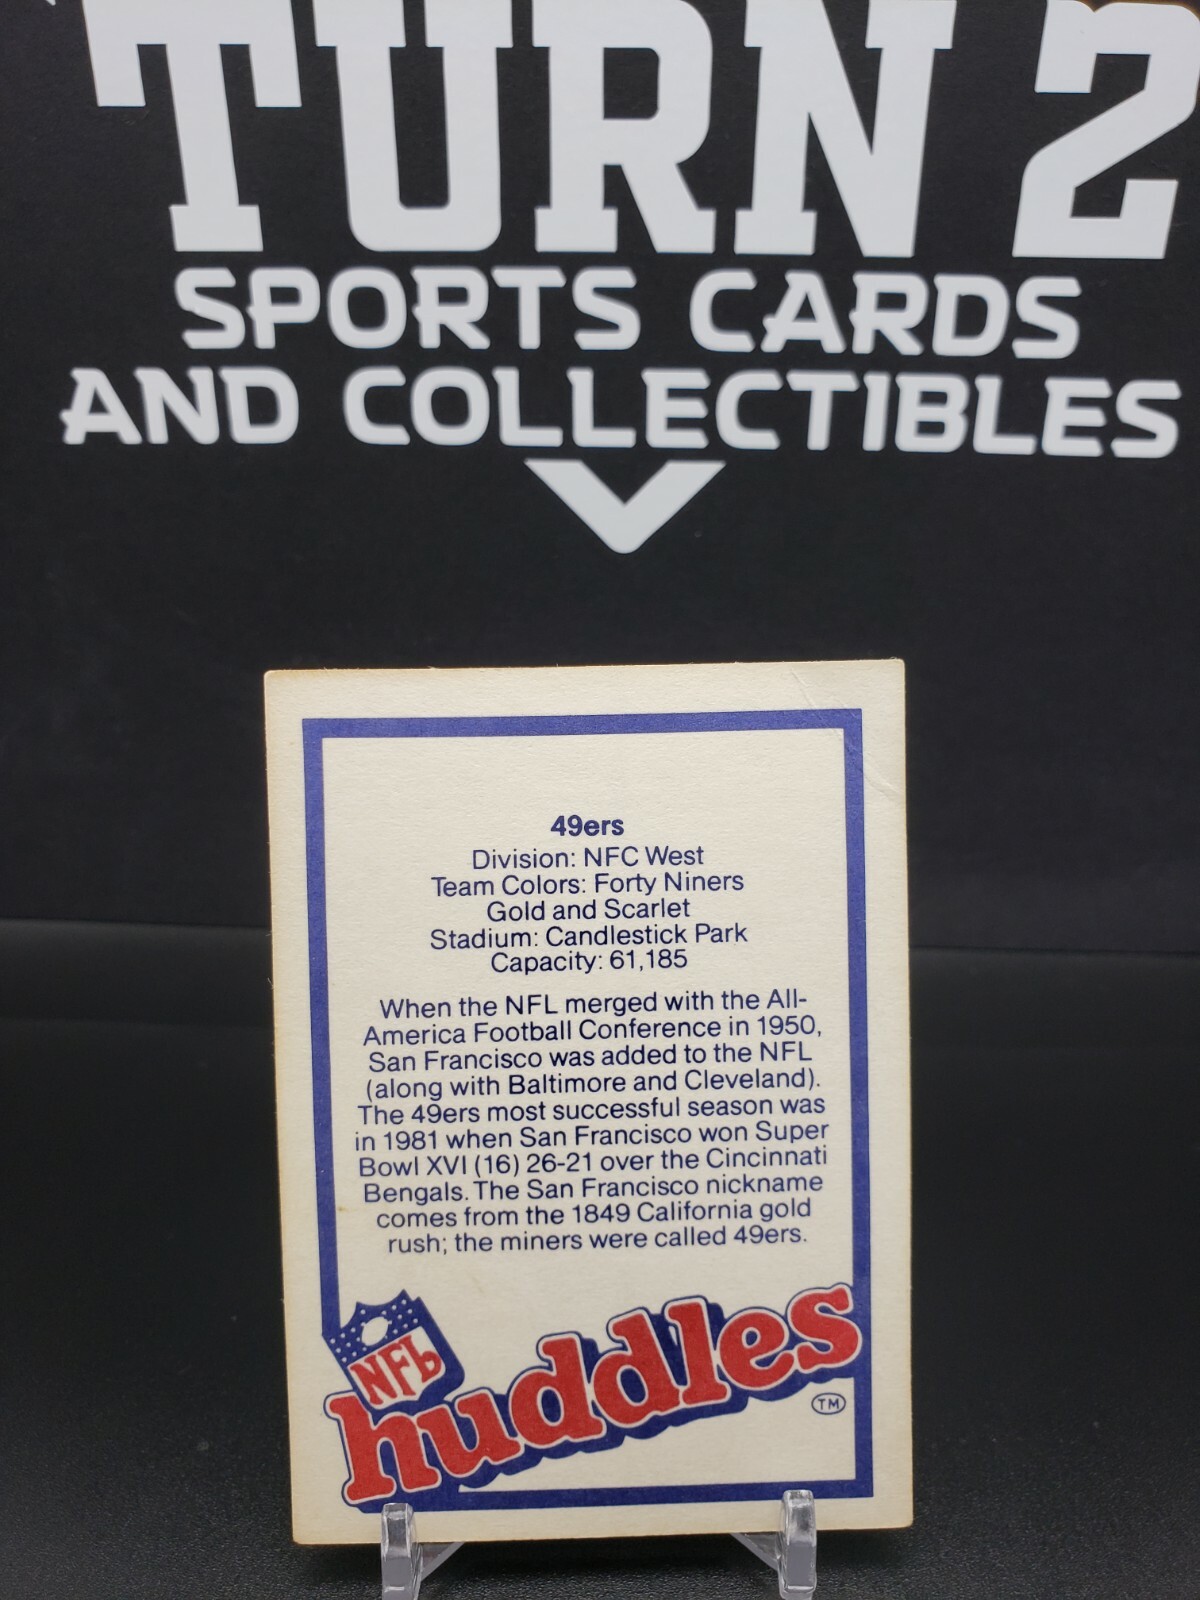 TURN 2
SPORTS CARDS
AND COLLECTIBLES
49ers
Division: NFC West
Team Colors: Forty Niners
Gold and Scarlet
Stadium: Candlestick Park
Capacity: 61,185
When the NFL merged with the All-
America Football Conference in 1950,
San Francisco was added to the NFL
(along with Baltimore and Cleveland).
The 49ers most successful season was
in 1981 when San Francisco won Super
Bowl XVI (16) 26-21 over the Cincinnati
Bengals. The San Francisco nickname
comes from the 1849 California gold
rush; the miners were called 49ers.
NFL
huddles
TM